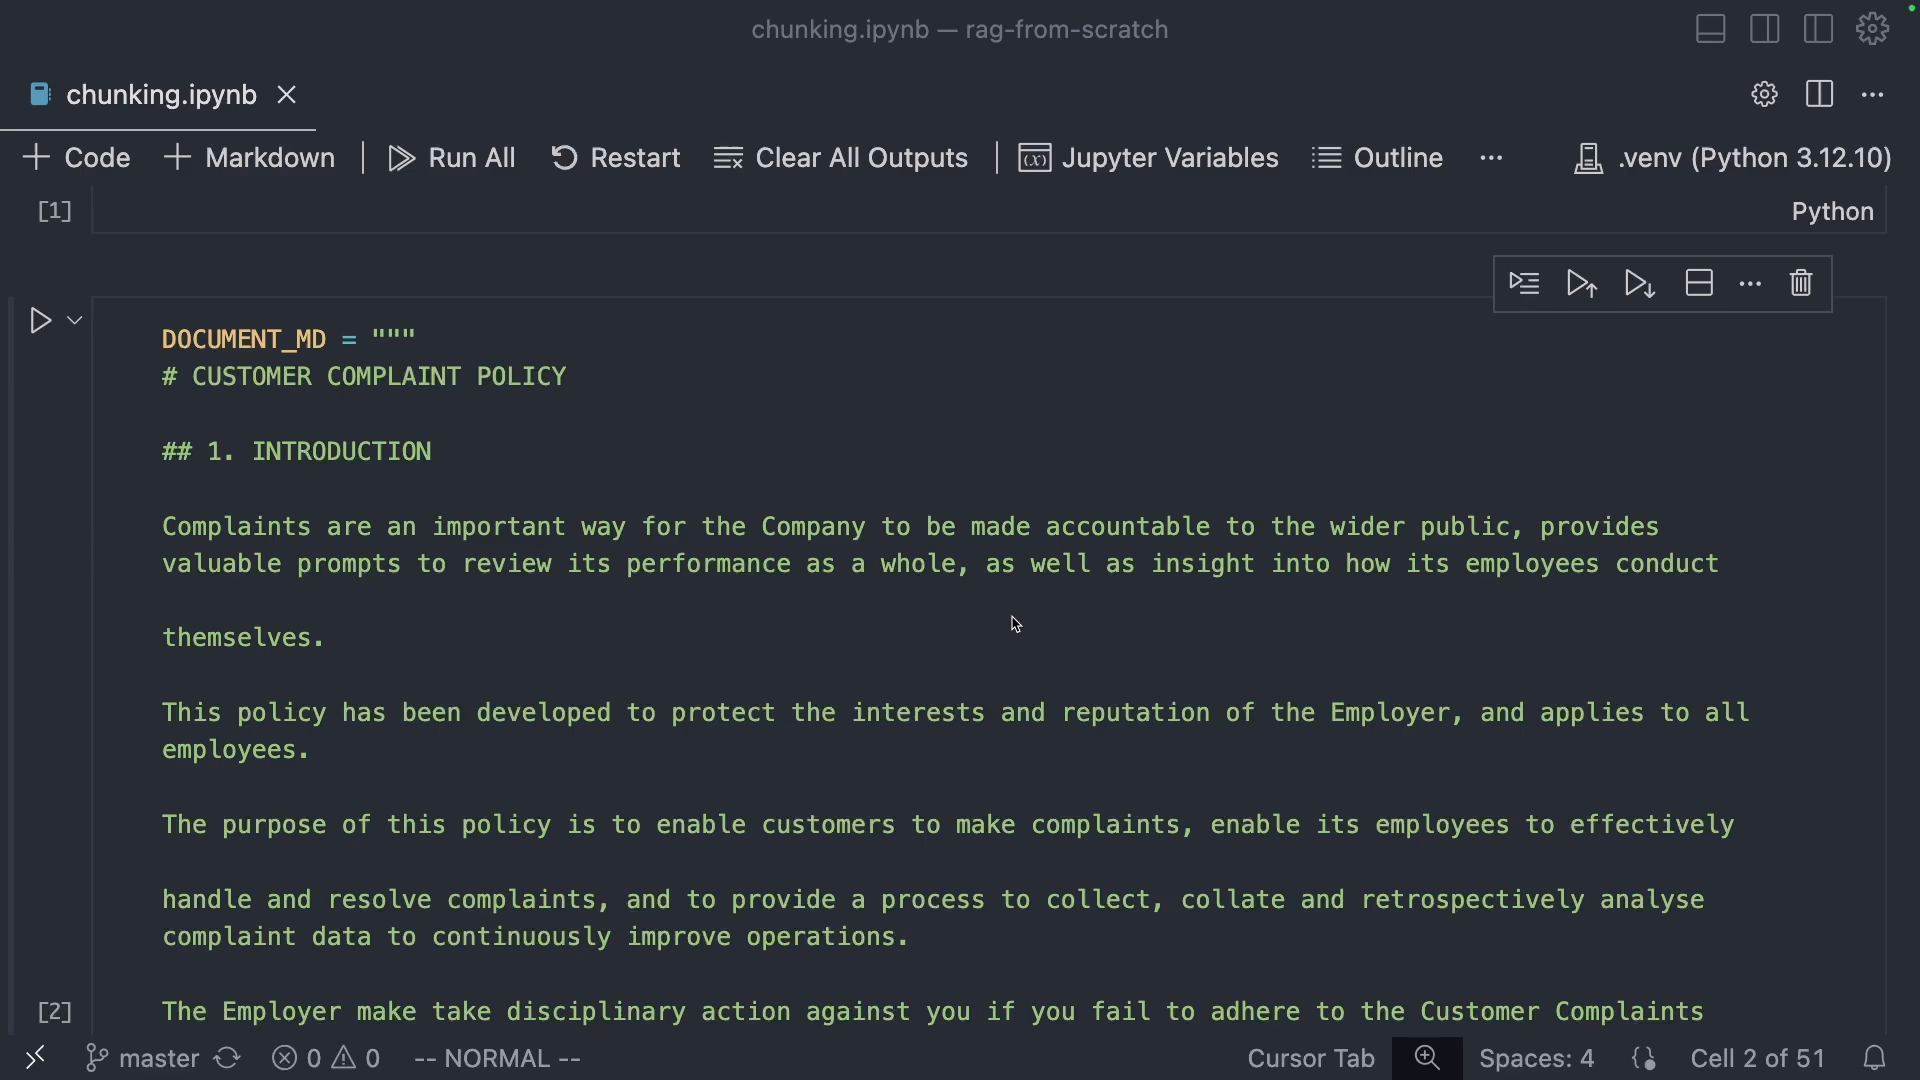 chunking.ipynb — rag-from-scratch
chunking.ipynb
Code Markdown Run All Restart Clear All Outputs Jupyter Variables Outline ... .venv (Python 3.12.10)
[1] Python
DOCUMENT_MD = """
# CUSTOMER COMPLAINT POLICY
## 1. INTRODUCTION
Complaints are an important way for the Company to be made accountable to the wider public, provides
valuable prompts to review its performance as a whole, as well as insight into how its employees conduct
themselves.
This policy has been developed to protect the interests and reputation of the Employer, and applies to all
employees.
The purpose of this policy is to enable customers to make complaints, enable its employees to effectively
handle and resolve complaints, and to provide a process to collect, collate and retrospectively analyse
complaint data to continuously improve operations.
[2] The Employer make take disciplinary action against you if you fail to adhere to the Customer Complaints
master 0 0 -- NORMAL -- Cursor Tab Spaces: 4 Cell 2 of 51